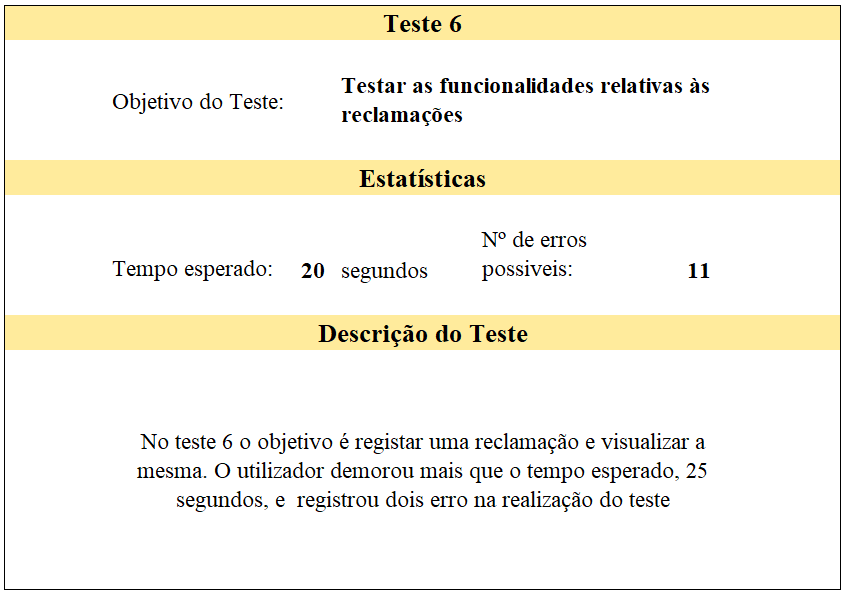 Teste 6
Objetivo do Teste:
Testar as funcionalidades relativas às
reclamações
Estatísticas
Tempo esperado: 20 segundos
Nº de erros
possiveis: 11
Descrição do Teste
No teste 6 o objetivo é registar uma reclamação e visualizar a
mesma. O utilizador demorou mais que o tempo esperado, 25
segundos, e  registrou dois erro na realização do teste